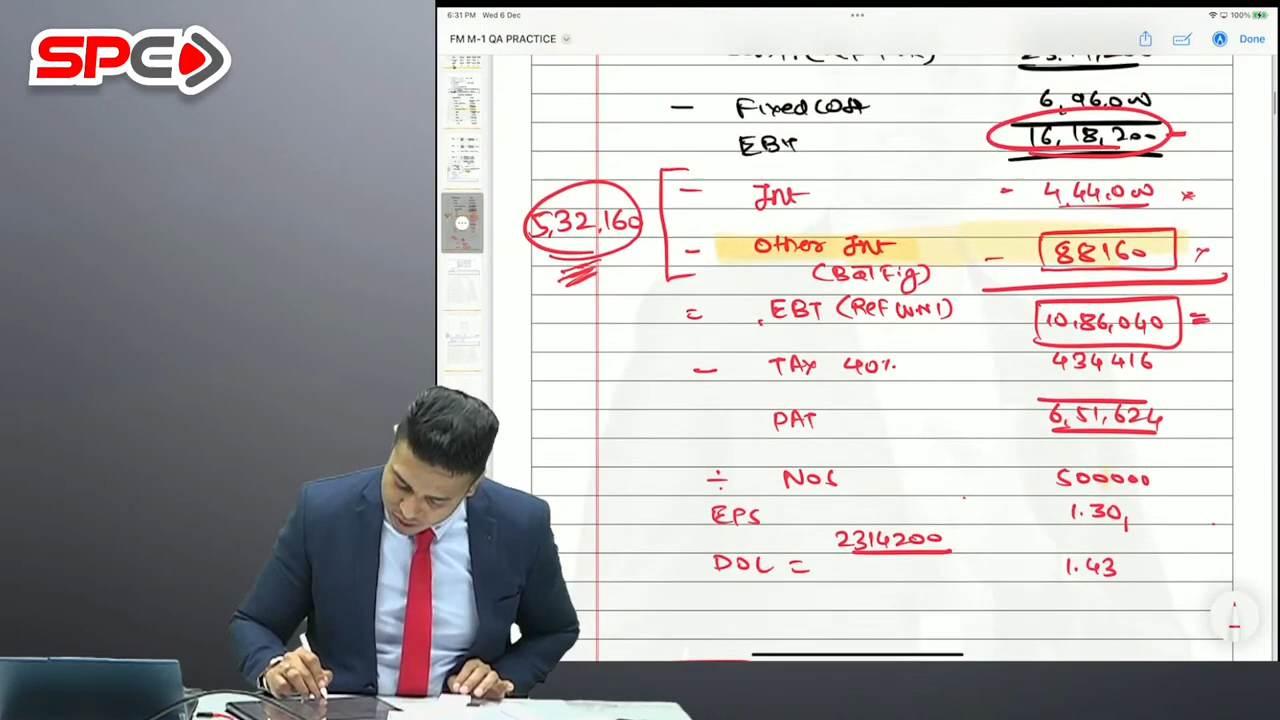 SPED
6:31 PM Wed 6 Dec
100%
FM M-1 QA PRACTICE
Done
- Fixed Cost 6,96,000
EBT 16,18,200
5,32,160
- Int - 4,44,000 *
- Other Int - 88160 ×
(Bal Fig)
= EBT (Ref WN1) 10,86,040 =
- TAX 40% 434416
PAT 6,51,624
÷ NOS 500000
EPS 1.30,
2314200
DOL = 1.43